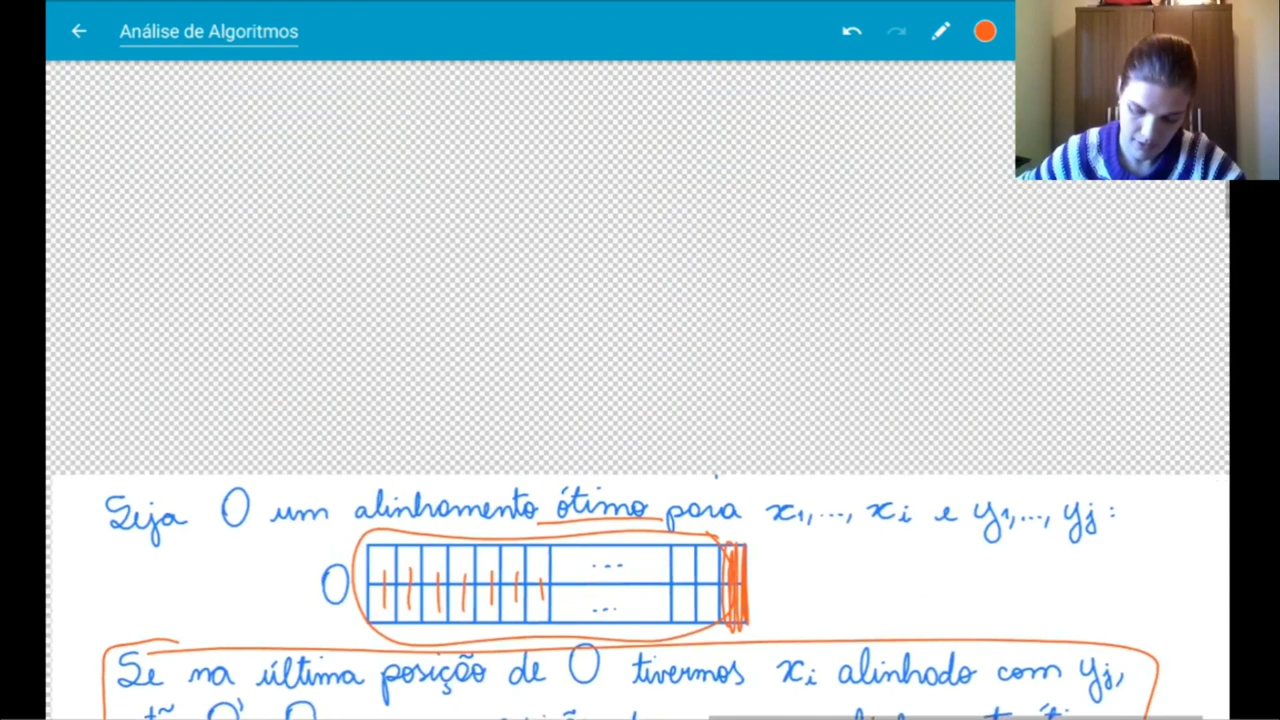 Análise de Algoritmos
Seja O um alinhamento ótimo para x₁,..., xᵢ e y₁,..., yⱼ :
O
...
...
Se na última posição de O tivermos xᵢ alinhado com yⱼ,